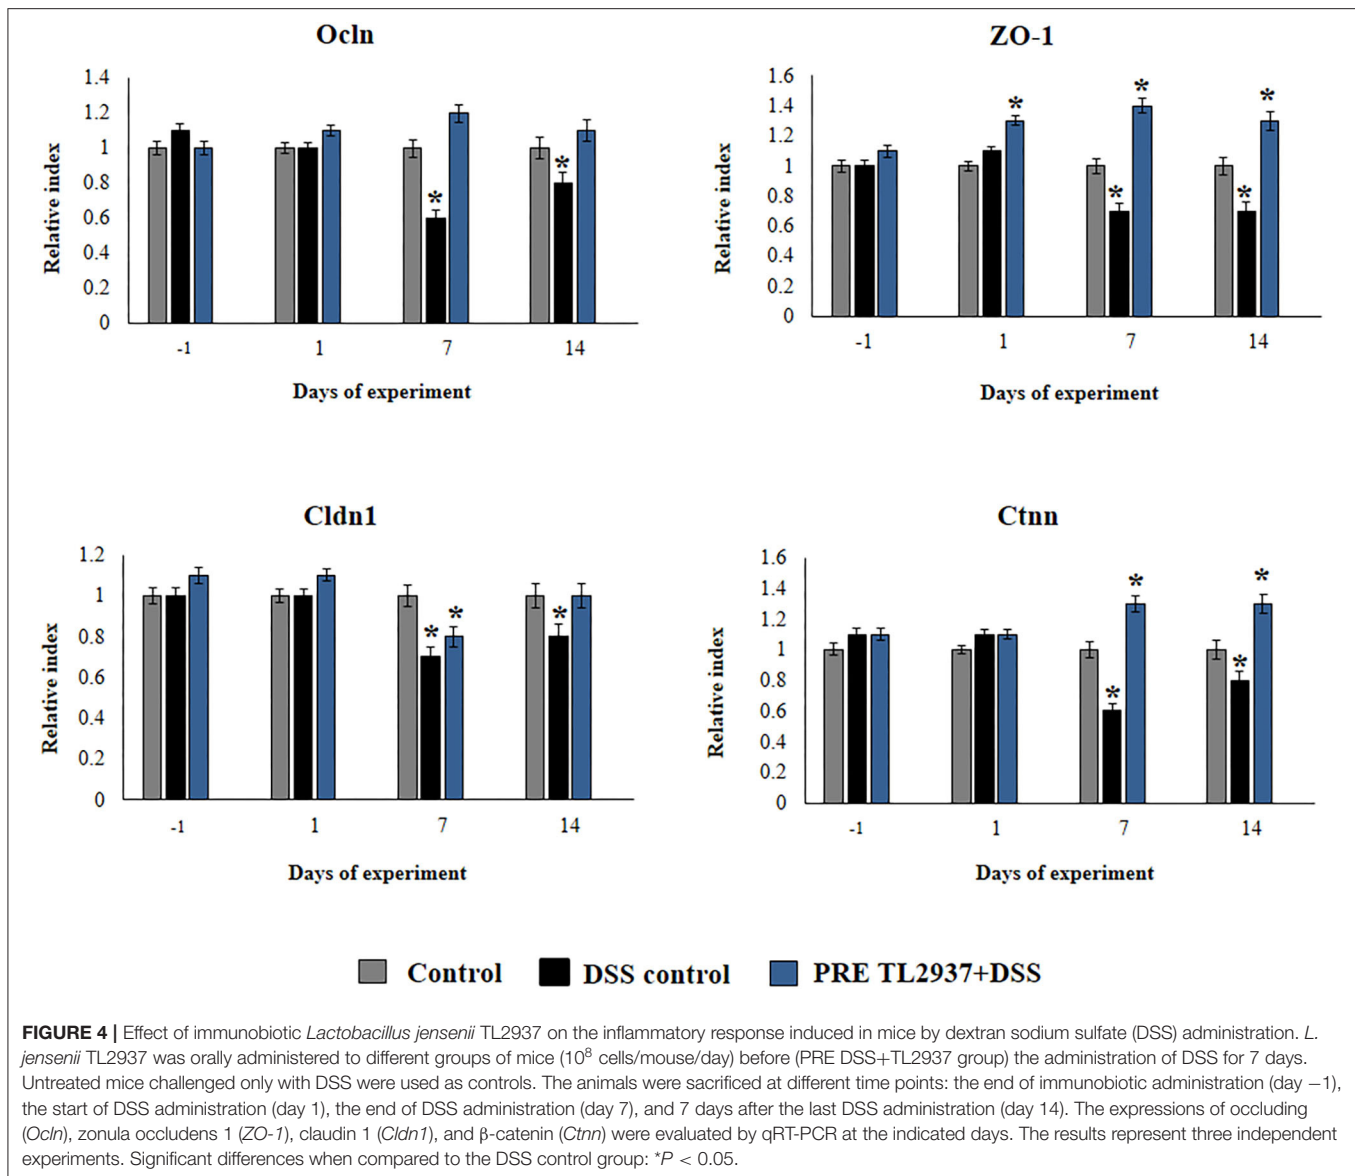 Ocln
1.4
1.2
1
0.8
0.6
0.4
0.2
0
Relative index
*
*
-1 1 7 14
Days of experiment
ZO-1
1.6
1.4
1.2
1
0.8
0.6
0.4
0.2
0
Relative index
*
*
*
*
*
-1 1 7 14
Days of experiment
Cldn1
1.2
1
0.8
0.6
0.4
0.2
0
Relative index
*
*
*
-1 1 7 14
Days of experiment
Ctnn
1.6
1.4
1.2
1
0.8
0.6
0.4
0.2
0
Relative index
*
*
*
*
-1 1 7 14
Days of experiment
Control DSS control PRE TL2937+DSS
FIGURE 4 | Effect of immunobiotic Lactobacillus jensenii TL2937 on the inflammatory response induced in mice by dextran sodium sulfate (DSS) administration. L.
jensenii TL2937 was orally administered to different groups of mice (10⁸ cells/mouse/day) before (PRE DSS+TL2937 group) the administration of DSS for 7 days.
Untreated mice challenged only with DSS were used as controls. The animals were sacrificed at different time points: the end of immunobiotic administration (day −1),
the start of DSS administration (day 1), the end of DSS administration (day 7), and 7 days after the last DSS administration (day 14). The expressions of occluding
(Ocln), zonula occludens 1 (ZO-1), claudin 1 (Cldn1), and β-catenin (Ctnn) were evaluated by qRT-PCR at the indicated days. The results represent three independent
experiments. Significant differences when compared to the DSS control group: *P < 0.05.